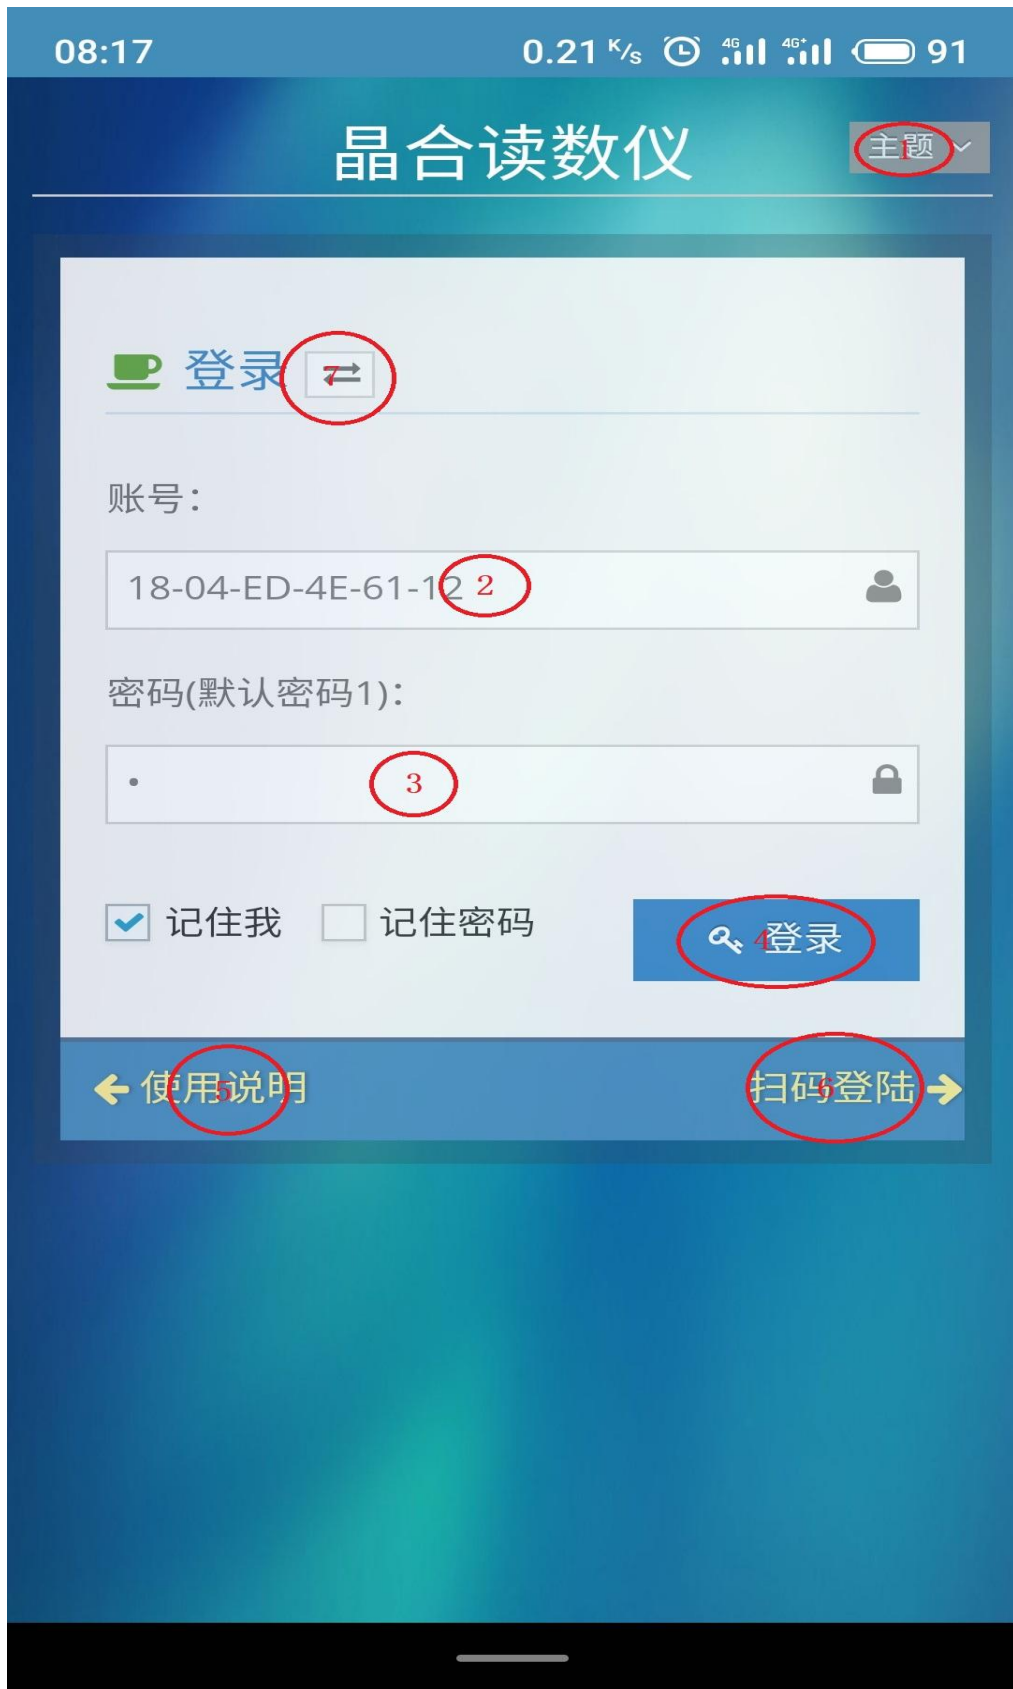 08:17 0.21 K/s 4G 4G+ 91
晶合读数仪
主题 1
登录 7
账号：
18-04-ED-4E-61-12 2
密码(默认密码1)：
• 3
记住我 记住密码 4 登录
使用说明 5 扫码登陆 6